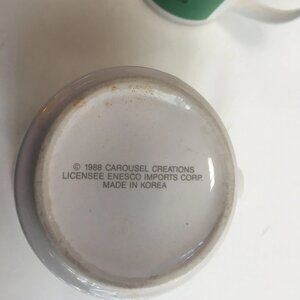 © 1988 CAROUSEL CREATIONS
LICENSEE ENESCO IMPORTS CORP.
MADE IN KOREA